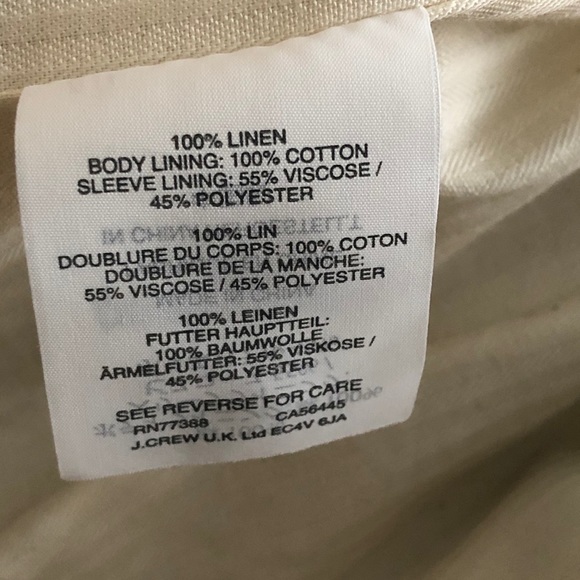 100% LINEN
BODY LINING: 100% COTTON
SLEEVE LINING: 55% VISCOSE /
45% POLYESTER
100% LIN
DOUBLURE DU CORPS: 100% COTON
DOUBLURE DE LA MANCHE:
55% VISCOSE / 45% POLYESTER
100% LEINEN
FUTTER HAUPTTEIL:
100% BAUMWOLLE
ÄRMELFUTTER: 55% VISKOSE /
45% POLYESTER
SEE REVERSE FOR CARE
RN77388 CA56445
J.CREW U.K. Ltd EC4V 6JA